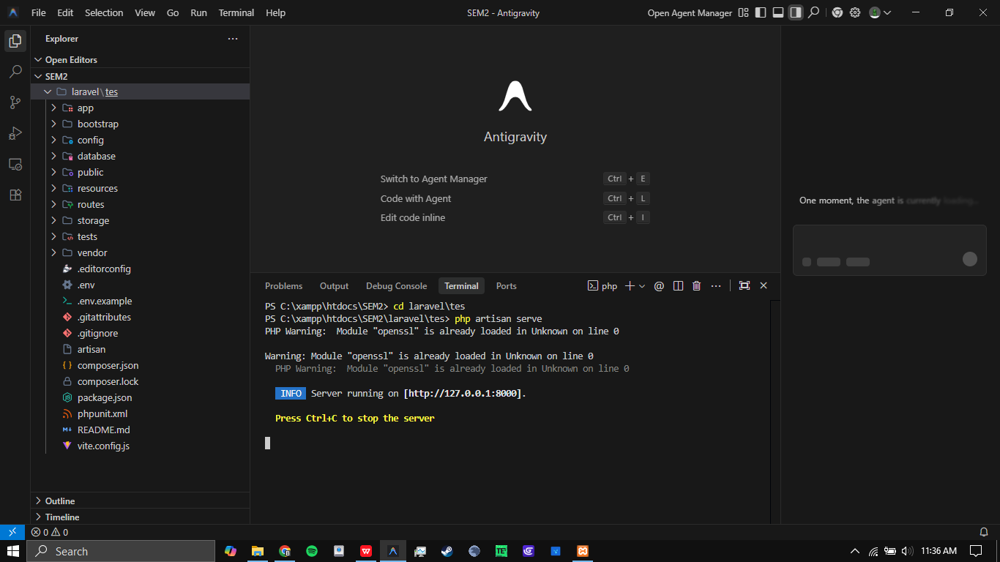 File Edit Selection View Go Run Terminal Help
SEM2 - Antigravity
Open Agent Manager
Explorer
Open Editors
SEM2
laravel\tes
app
bootstrap
config
database
public
resources
routes
storage
tests
vendor
.editorconfig
.env
.env.example
.gitattributes
.gitignore
artisan
composer.json
composer.lock
package.json
phpunit.xml
README.md
vite.config.js
Outline
Timeline
Antigravity
Switch to Agent Manager Ctrl + E
Code with Agent Ctrl + L
Edit code inline Ctrl + I
Problems Output Debug Console Terminal Ports
php
PS C:\xampp\htdocs\SEM2> cd laravel\tes
PS C:\xampp\htdocs\SEM2\laravel\tes> php artisan serve
PHP Warning:  Module "openssl" is already loaded in Unknown on line 0
Warning: Module "openssl" is already loaded in Unknown on line 0
PHP Warning:  Module "openssl" is already loaded in Unknown on line 0
INFO Server running on [http://127.0.0.1:8000].
Press Ctrl+C to stop the server
One moment, the agent is currently loading...
0 0
Search
11:36 AM